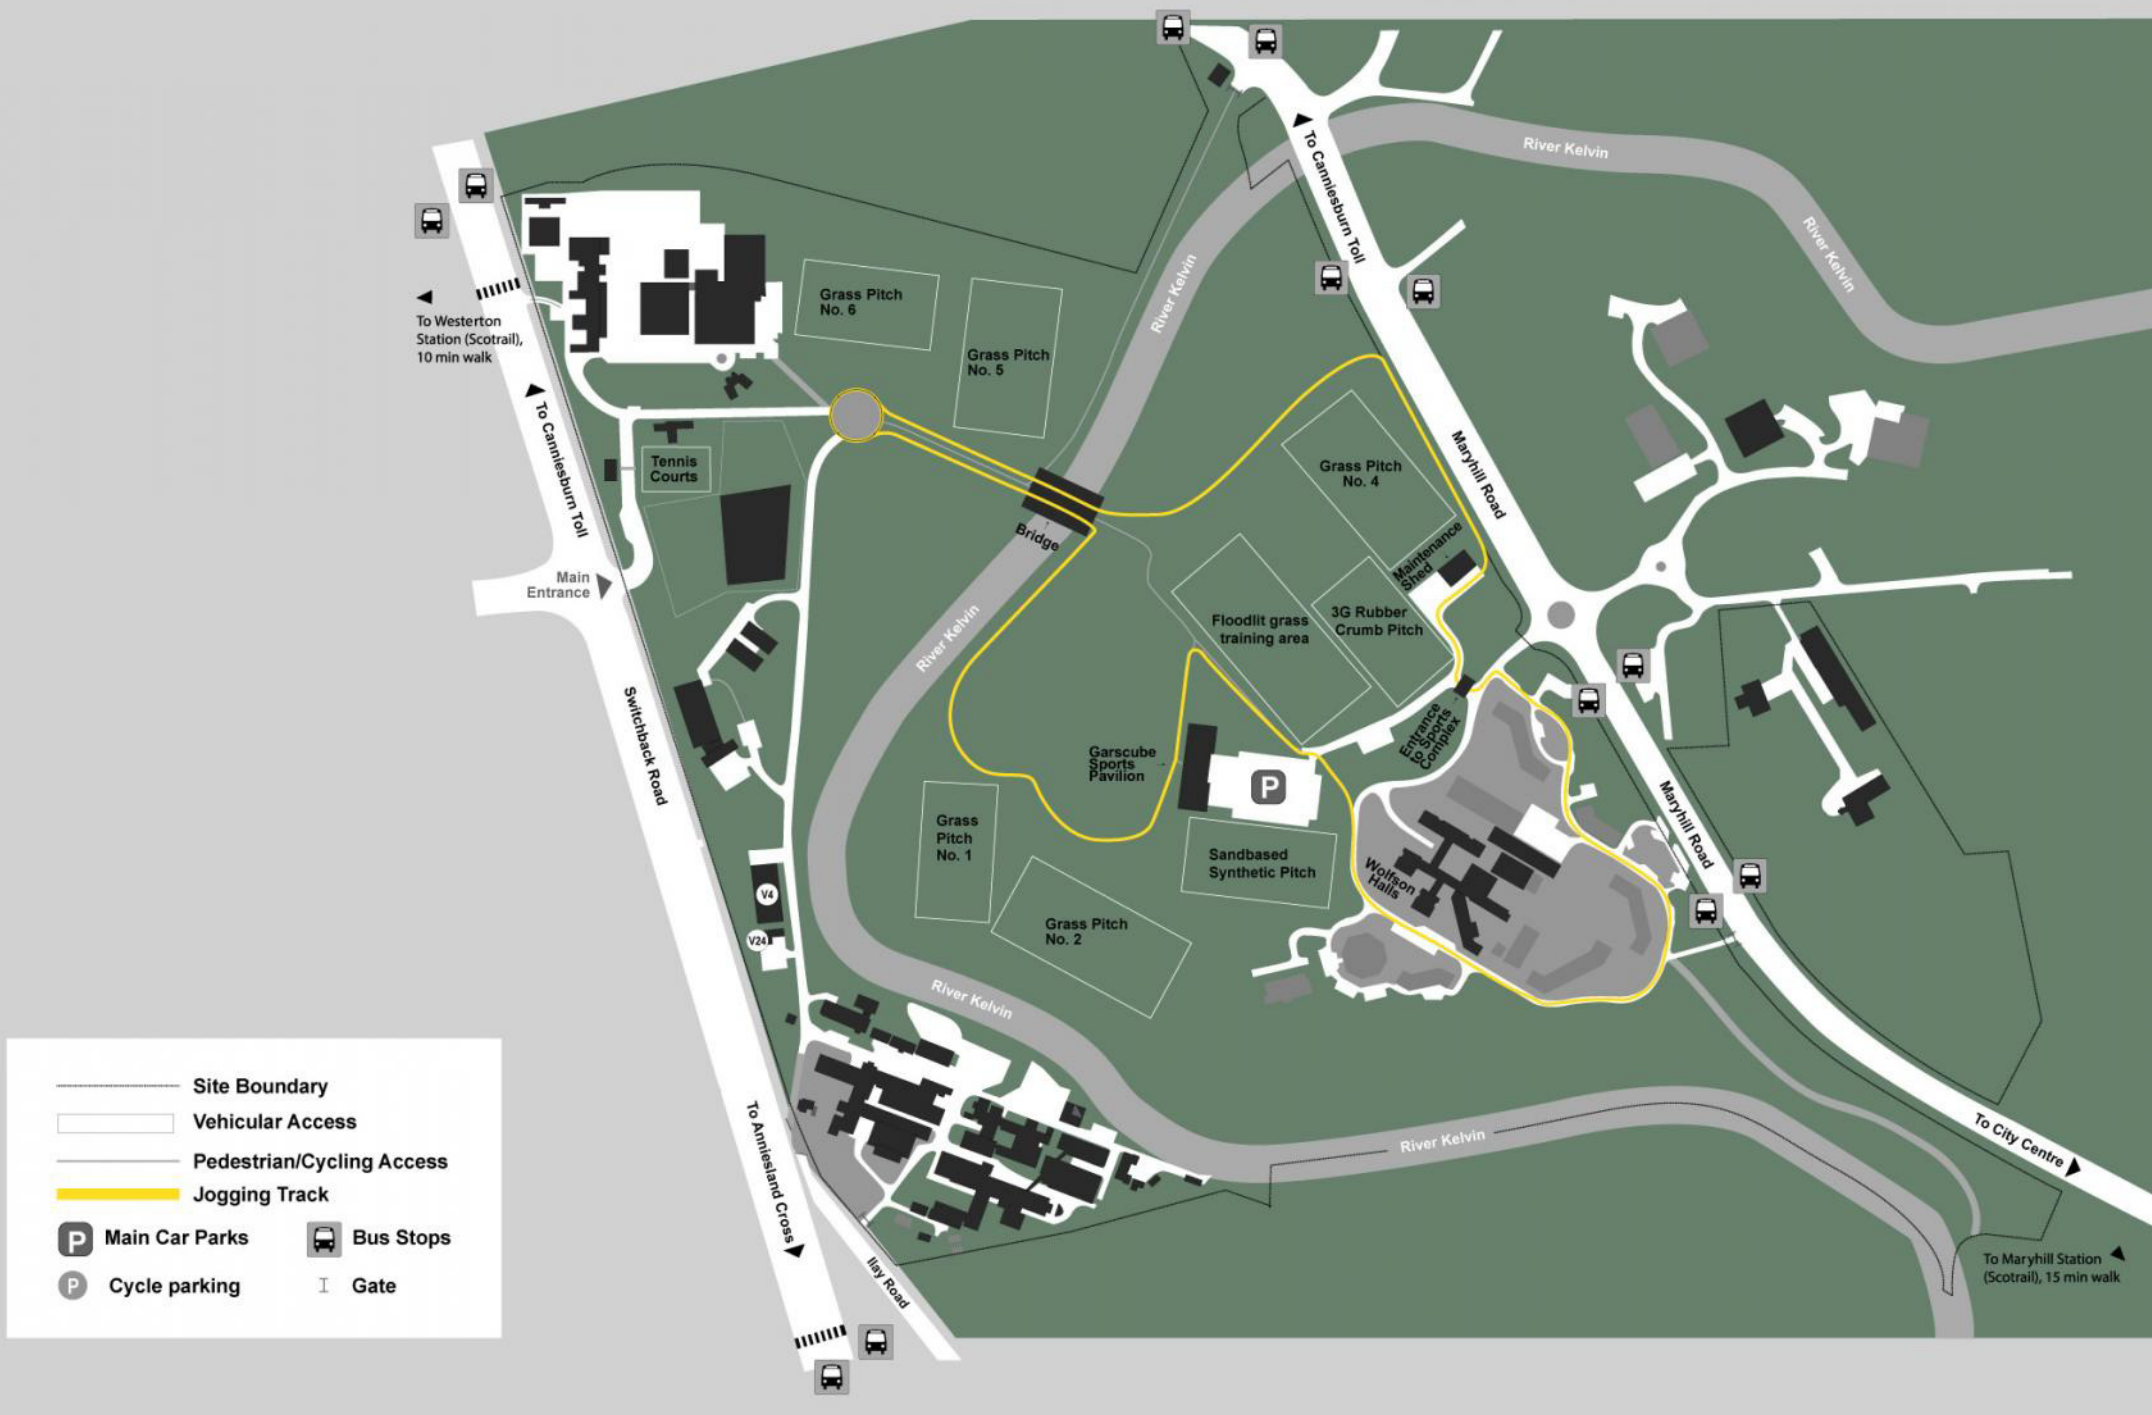 River Kelvin
To Canniesburn Toll
River Kelvin
River Kelvin
To Westerton
Station (Scotrail),
10 min walk
Grass Pitch
No. 6
Grass Pitch
No. 5
To Canniesburn Toll
Tennis
Courts
Main
Entrance
Bridge
Grass Pitch
No. 4
Maryhill Road
Maintenance
Shed
Floodlit grass
training area
3G Rubber
Crumb Pitch
River Kelvin
Switchback Road
Garscube
Sports
Pavilion
P
Entrance
to Sports
Complex
Maryhill Road
Grass
Pitch
No. 1
Sandbased
Synthetic Pitch
Wolfson
Halls
V4
V24
Grass Pitch
No. 2
River Kelvin
River Kelvin
To City Centre
To Anniesland Cross
Ilay Road
To Maryhill Station
(Scotrail), 15 min walk
Site Boundary
Vehicular Access
Pedestrian/Cycling Access
Jogging Track
P Main Car Parks
Bus Stops
P Cycle parking
Gate